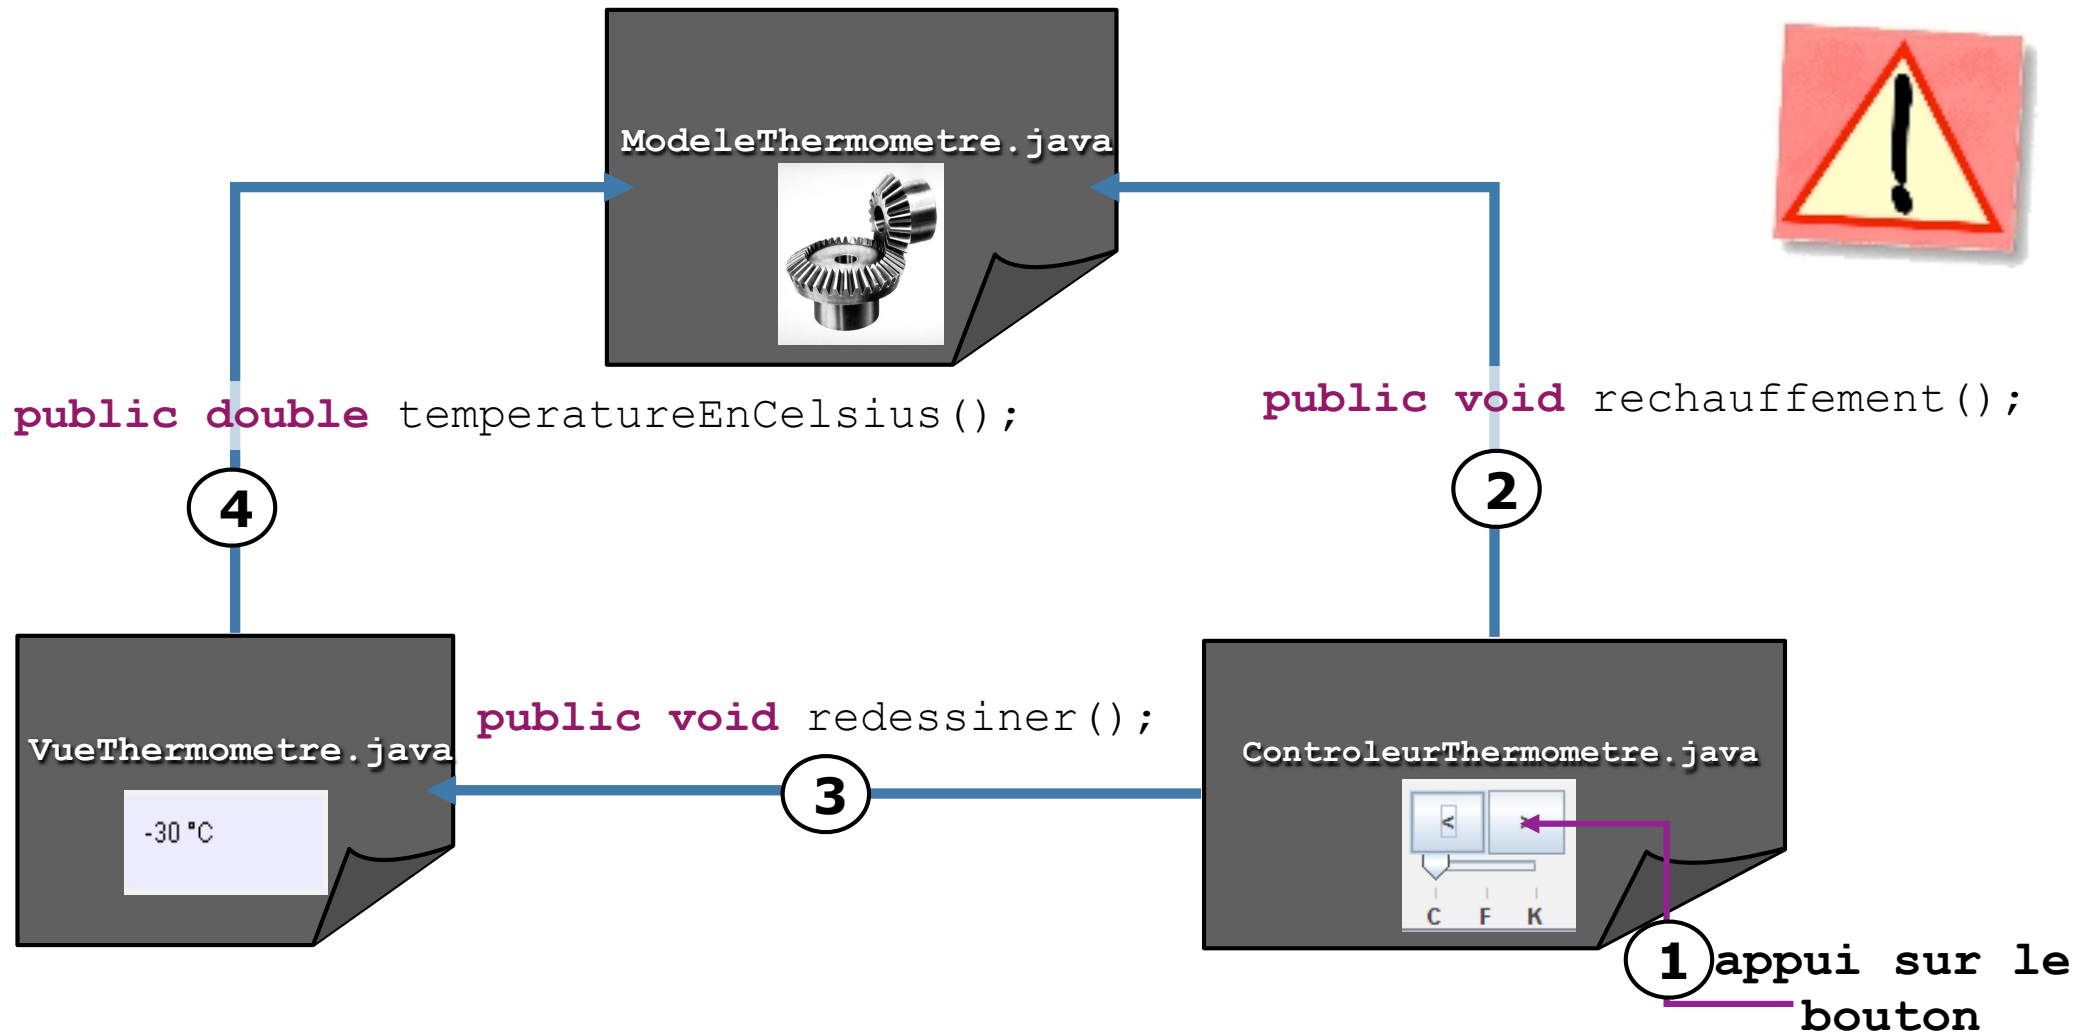 ModeleThermometre.java
public double temperatureEnCelsius();
public void rechauffement();
4
2
public void redessiner();
VueThermometre.java
ControleurThermometre.java
-30 °C
3
< >
C F K
1 appui sur le
bouton